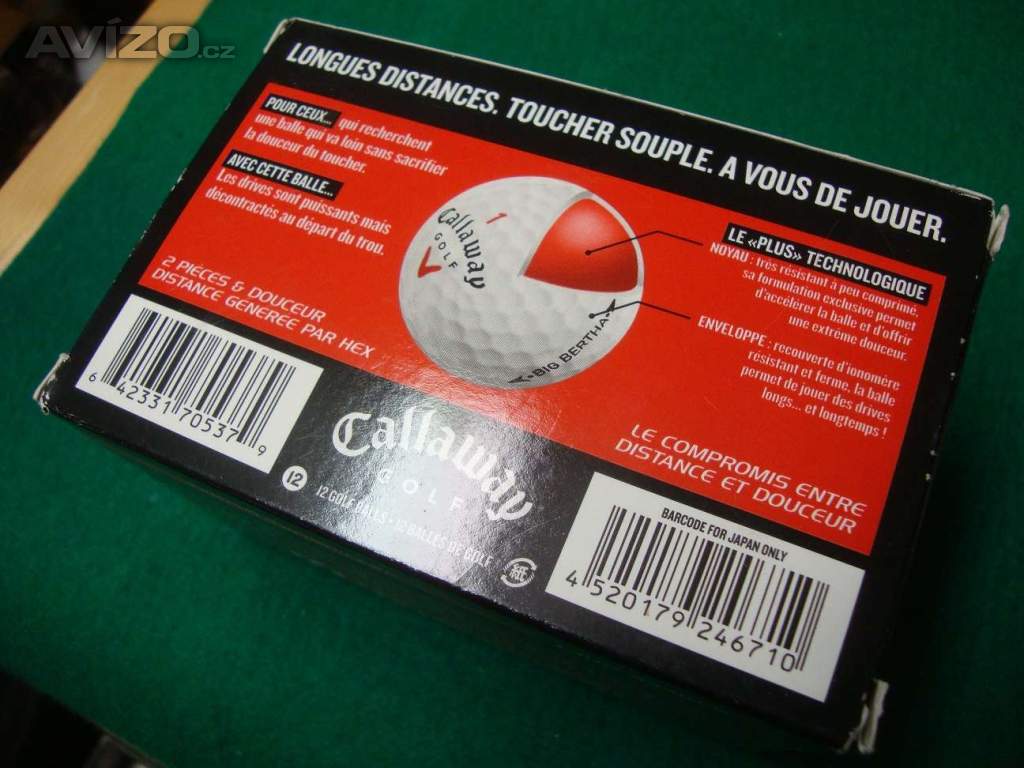 AVÍZO.cz
LONGUES DISTANCES. TOUCHER SOUPLE. A VOUS DE JOUER.
POUR CEUX... qui recherchent
une balle qui va loin sans sacrifier
la douceur du toucher.
AVEC CETTE BALLE...
Les drives sont puissants mais
décontractés au départ du trou.
2 PIECES & DOUCEUR
DISTANCE GENEREE PAR HEX
1
Callaway
GOLF
BIG BERTHA
LE «PLUS» TECHNOLOGIQUE
NOYAU : très résistant à peu comprimé,
sa formulation exclusive permet
d'accélérer la balle et d'offrir
une extrême douceur.
ENVELOPPE : recouverte d'ionomère
résistant et ferme, la balle
permet de jouer des drives
longs... et longtemps !
LE COMPROMIS ENTRE
DISTANCE ET DOUCEUR
6 42331 70537 9
12
Callaway
GOLF
12 GOLF BALLS • 12 BALLES DE GOLF
紙
BARCODE FOR JAPAN ONLY
4 520179 246710